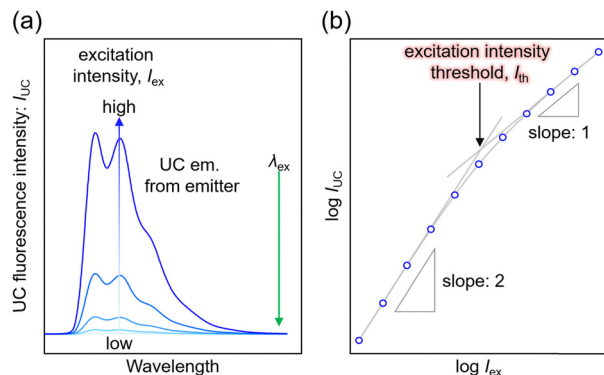 (a)
excitation
intensity, Iex
high
UC em.
from emitter
λex
low
UC fluorescence intensity: IUC
Wavelength
(b)
excitation intensity
threshold, Ith
slope: 1
slope: 2
log IUC
log Iex